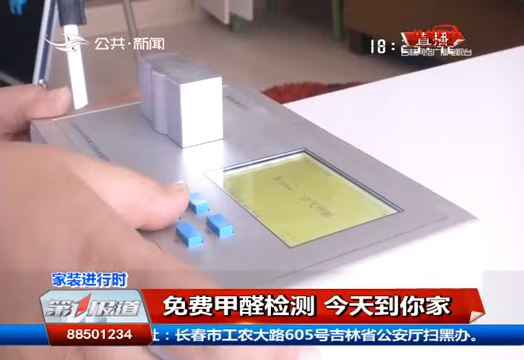 公共·新闻
直播
家装进行时
第1报道
免费甲醛检测 今天到你家
88501234
址：长春市工农大路605号吉林省公安厅扫黑办。